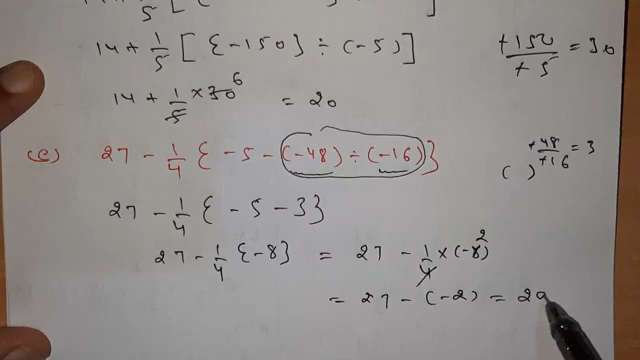 14 + 1/5 [ {-150} ÷ (-5) ]
+150/+5 = 30
14 + 1/5 × 30 6 = 20
(c) 27 - 1/4 { -5 - (-48) ÷ (-16) }
+48/+16 = 3
( )
27 - 1/4 { -5 - 3 }
27 - 1/4 {-8} = 27 - 1/4 × (-8) 2
= 27 - (-2) = 29